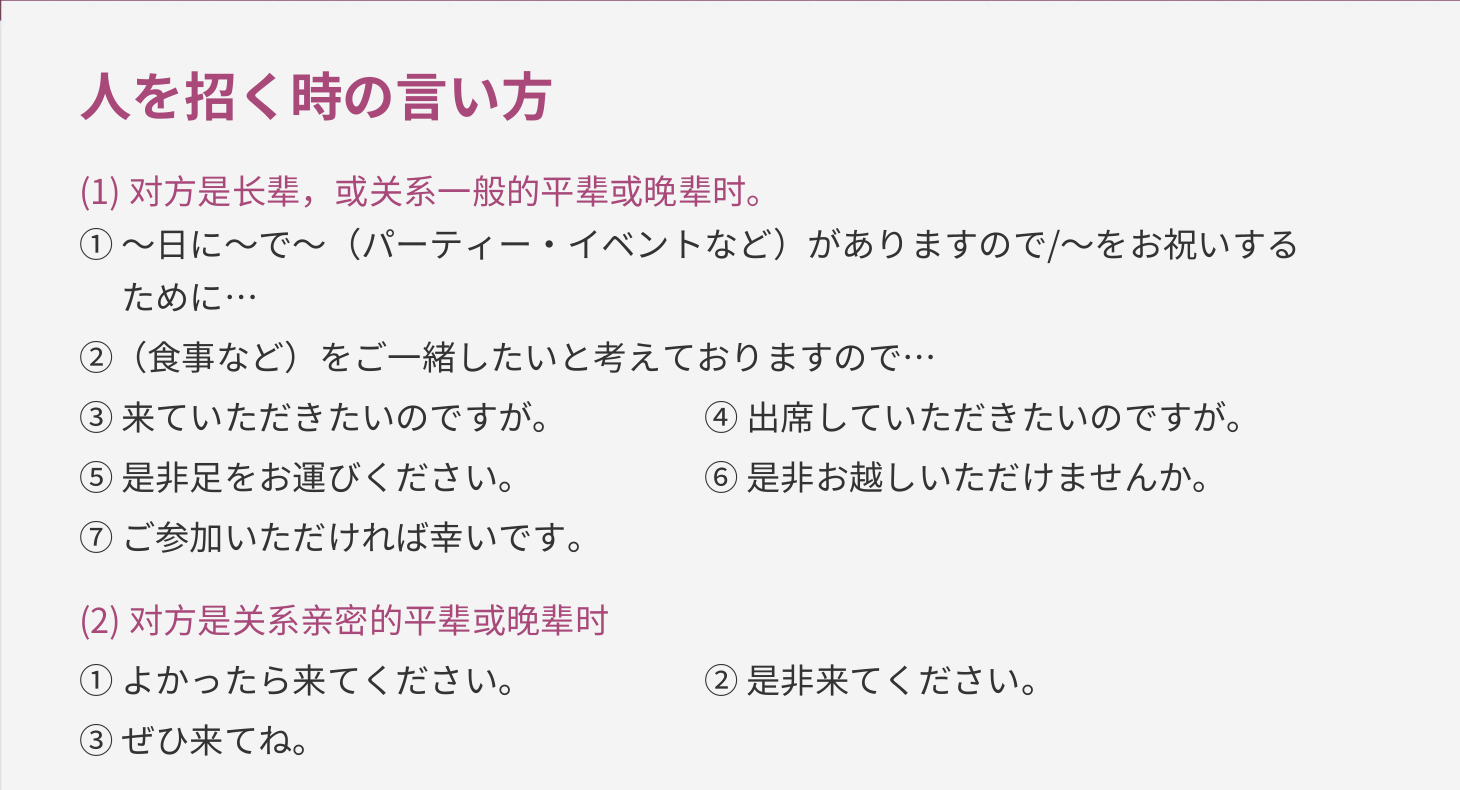 人を招く時の言い方
(1) 对方是长辈，或关系一般的平辈或晚辈时。
① ～日に～で～（パーティー・イベントなど）がありますので/～をお祝いする
ために…
②（食事など）をご一緒したいと考えておりますので…
③ 来ていただきたいのですが。 ④ 出席していただきたいのですが。
⑤ 是非足をお運びください。 ⑥ 是非お越しいただけませんか。
⑦ ご参加いただければ幸いです。
(2) 对方是关系亲密的平辈或晚辈时
① よかったら来てください。 ② 是非来てください。
③ ぜひ来てね。